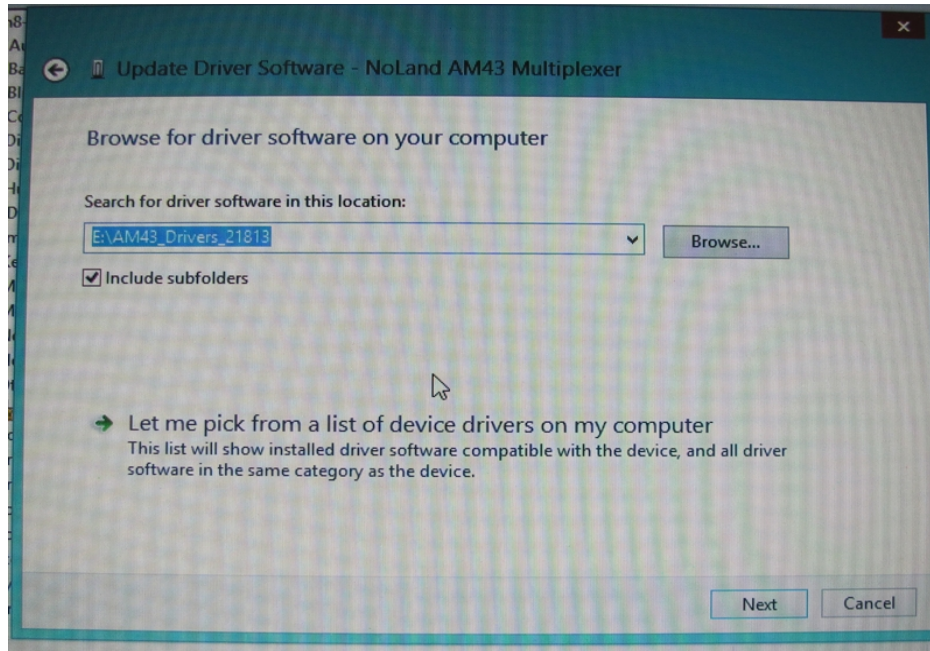 Update Driver Software - NoLand AM43 Multiplexer
Browse for driver software on your computer
Search for driver software in this location:
E:\AM43_Drivers_21813
Browse...
Include subfolders
Let me pick from a list of device drivers on my computer
This list will show installed driver software compatible with the device, and all driver
software in the same category as the device.
Next
Cancel